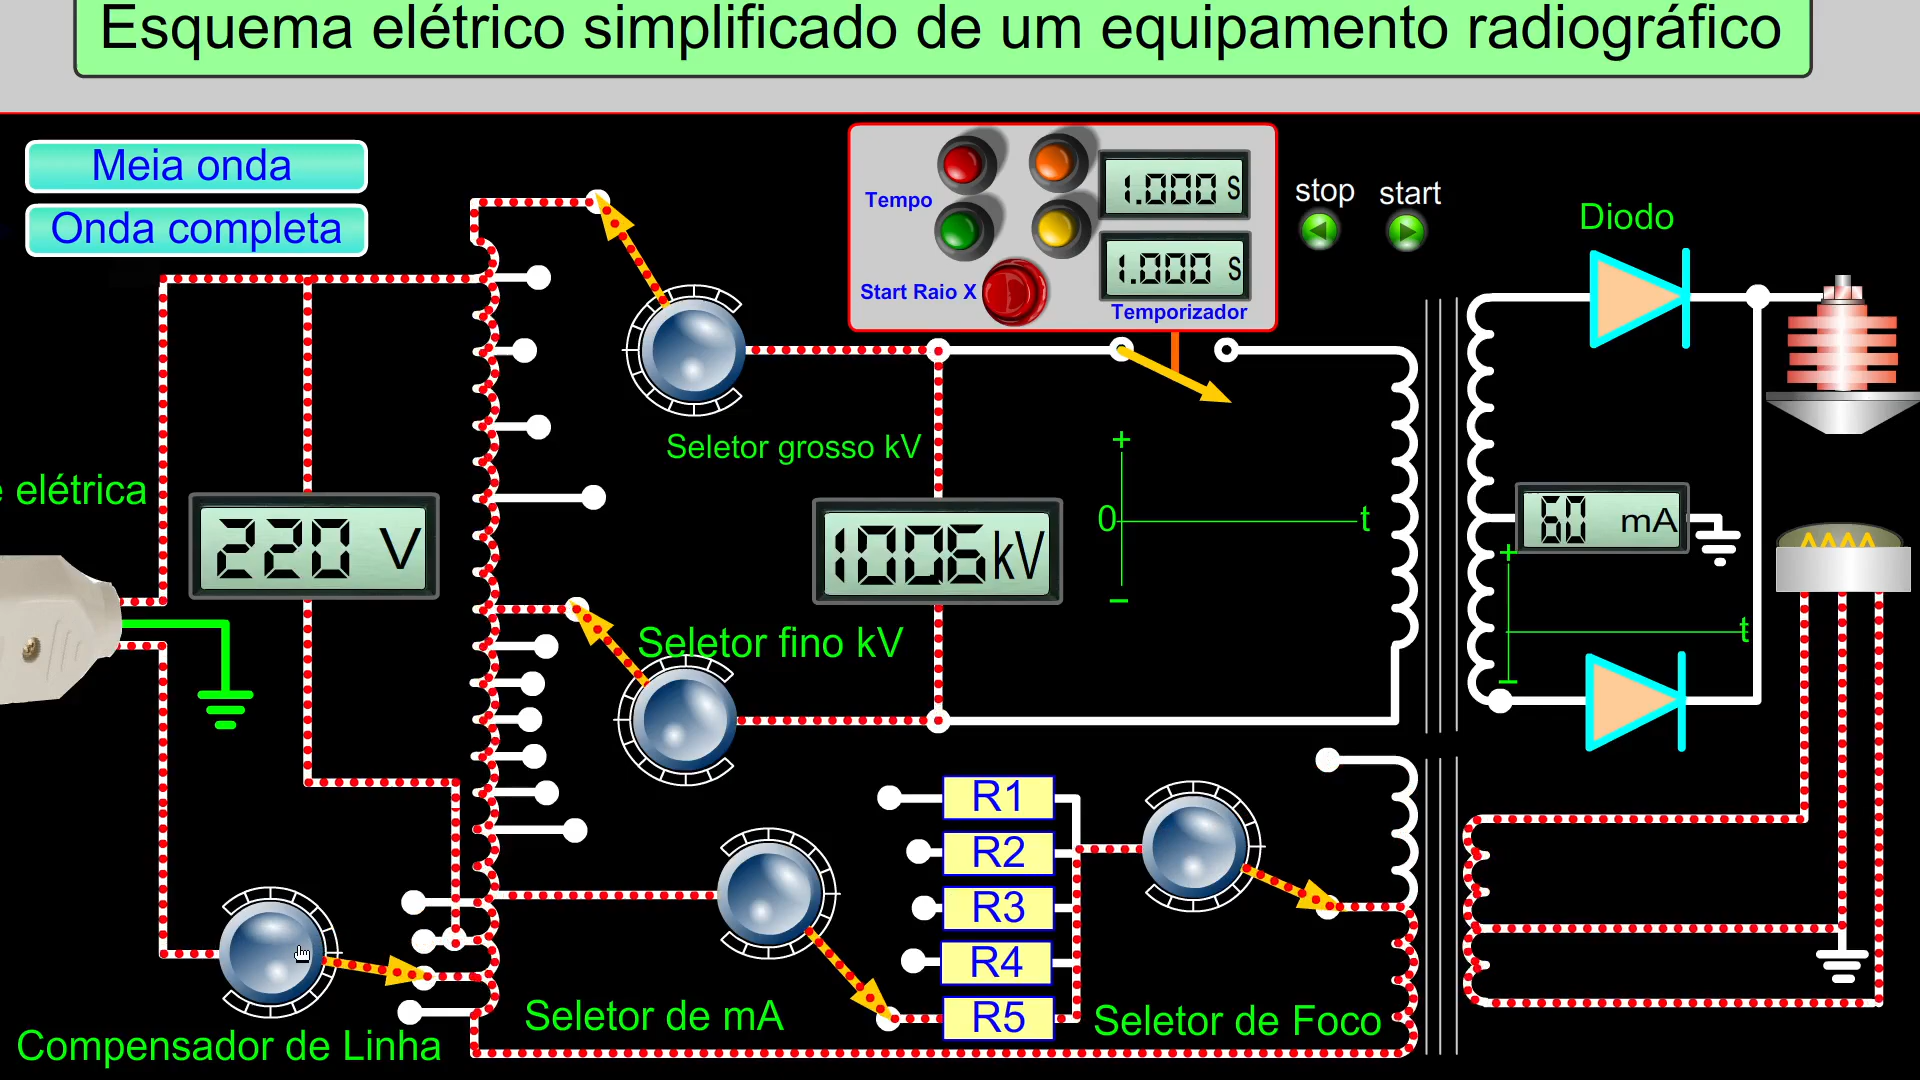 Esquema elétrico simplificado de um equipamento radiográfico
Meia onda
Onda completa
Tempo
1.000 S
1.000 S
Start Raio X
Temporizador
stop
start
Diodo
Seletor grosso kV
elétrica
220 V
1006 kV
+
0
t
−
60 mA
+
t
−
Seletor fino kV
R1
R2
R3
R4
R5
Seletor de mA
Seletor de Foco
Compensador de Linha